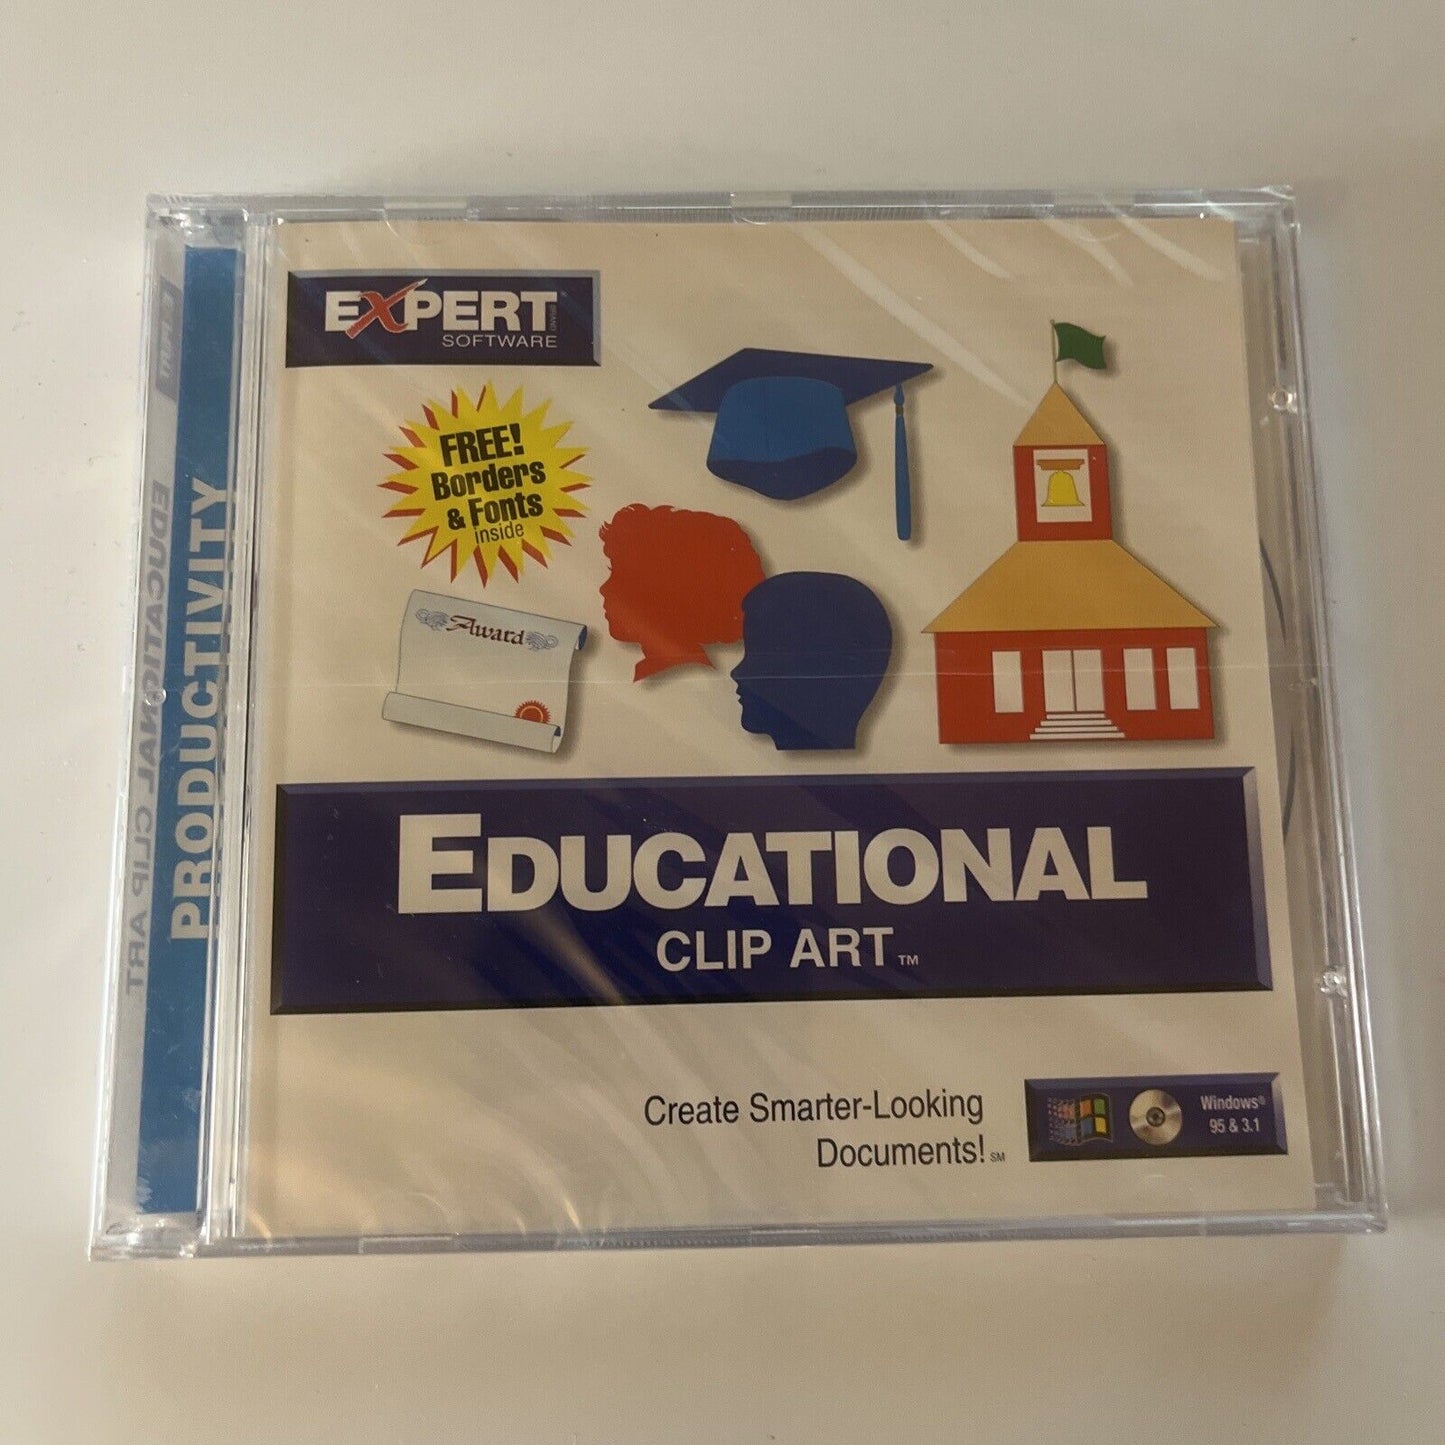 EXPERT
BRAND
SOFTWARE
FREE!
Borders
& Fonts
inside
Award
EDUCATIONAL
CLIP ART™
Create Smarter-Looking
Documents!℠
Windows®
95 & 3.1
PRODUCTIVITY
EDUCATIONAL CLIP ART